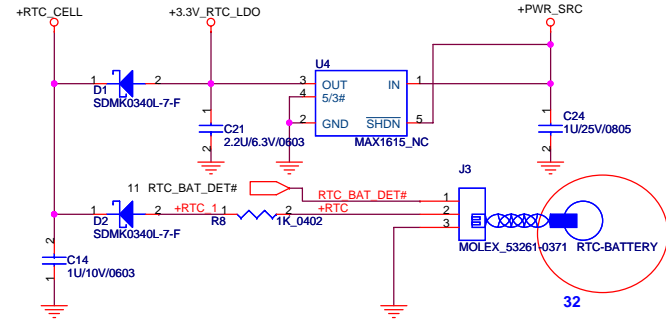 +RTC_CELL
+3.3V_RTC_LDO
+PWR_SRC
U4
1
2
D1
SDMK0340L-7-F
3
4
2
OUT
5/3#
GND
IN
SHDN
1
5
MAX1615_NC
1
C21
2.2U/6.3V/0603
2
1
C24
1U/25V/0805
2
J3
11 RTC_BAT_DET#
RTC_BAT_DET#
1
2
D2
SDMK0340L-7-F
+RTC_1
1
R8
2
1K_0402
+RTC
1
2
3
MOLEX_53261-0371
RTC-BATTERY
2
C14
1U/10V/0603
1
32